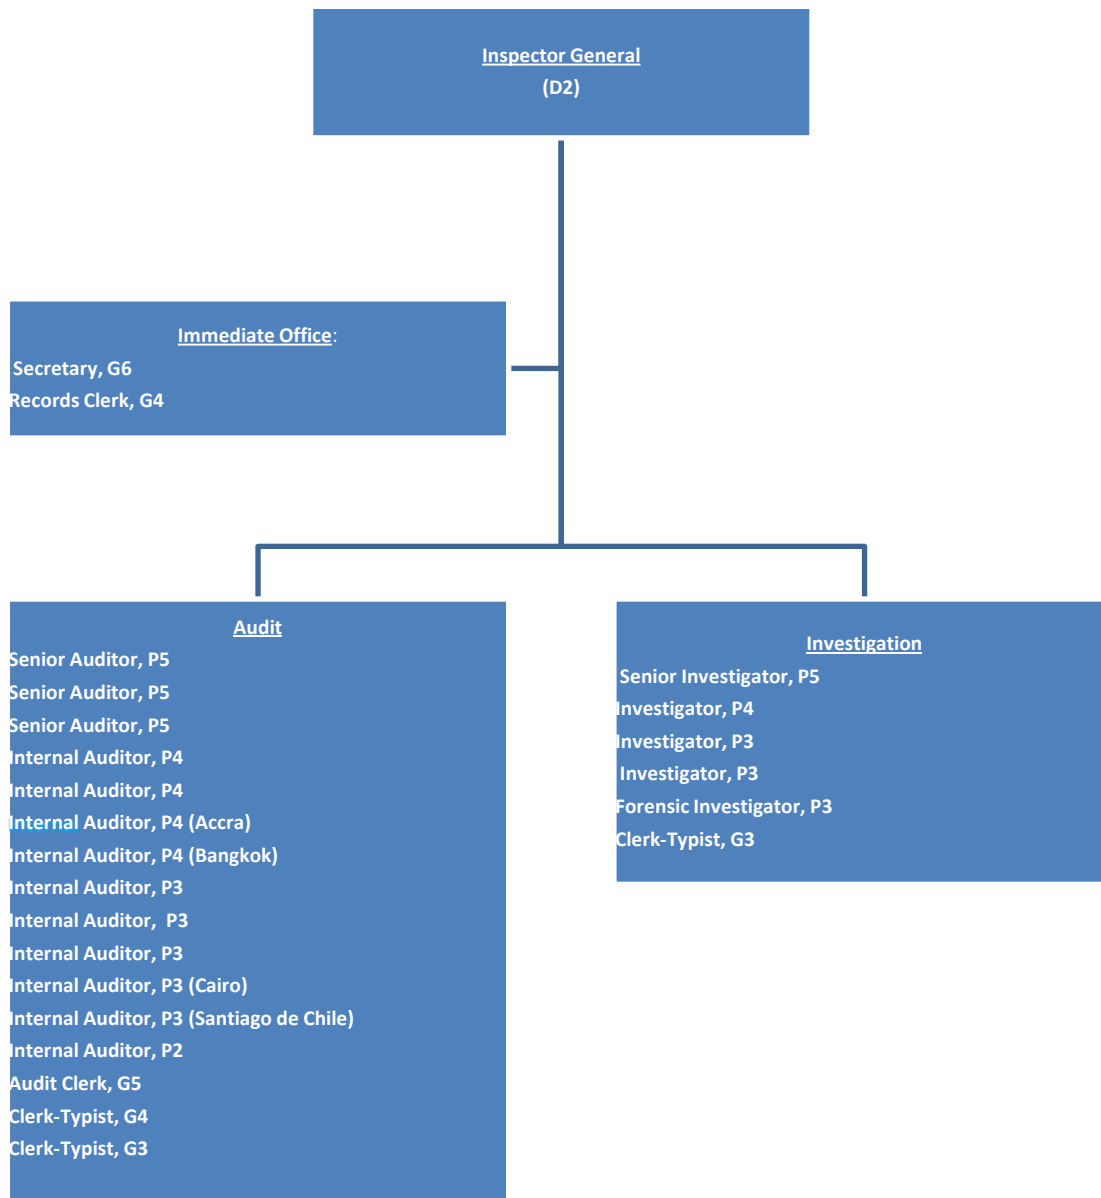 Inspector General
(D2)
Immediate Office:
Secretary, G6
Records Clerk, G4
Audit
Senior Auditor, P5
Senior Auditor, P5
Senior Auditor, P5
Internal Auditor, P4
Internal Auditor, P4
Internal Auditor, P4 (Accra)
Internal Auditor, P4 (Bangkok)
Internal Auditor, P3
Internal Auditor, P3
Internal Auditor, P3
Internal Auditor, P3 (Cairo)
Internal Auditor, P3 (Santiago de Chile)
Internal Auditor, P2
Audit Clerk, G5
Clerk-Typist, G4
Clerk-Typist, G3
Investigation
Senior Investigator, P5
Investigator, P4
Investigator, P3
Investigator, P3
Forensic Investigator, P3
Clerk-Typist, G3